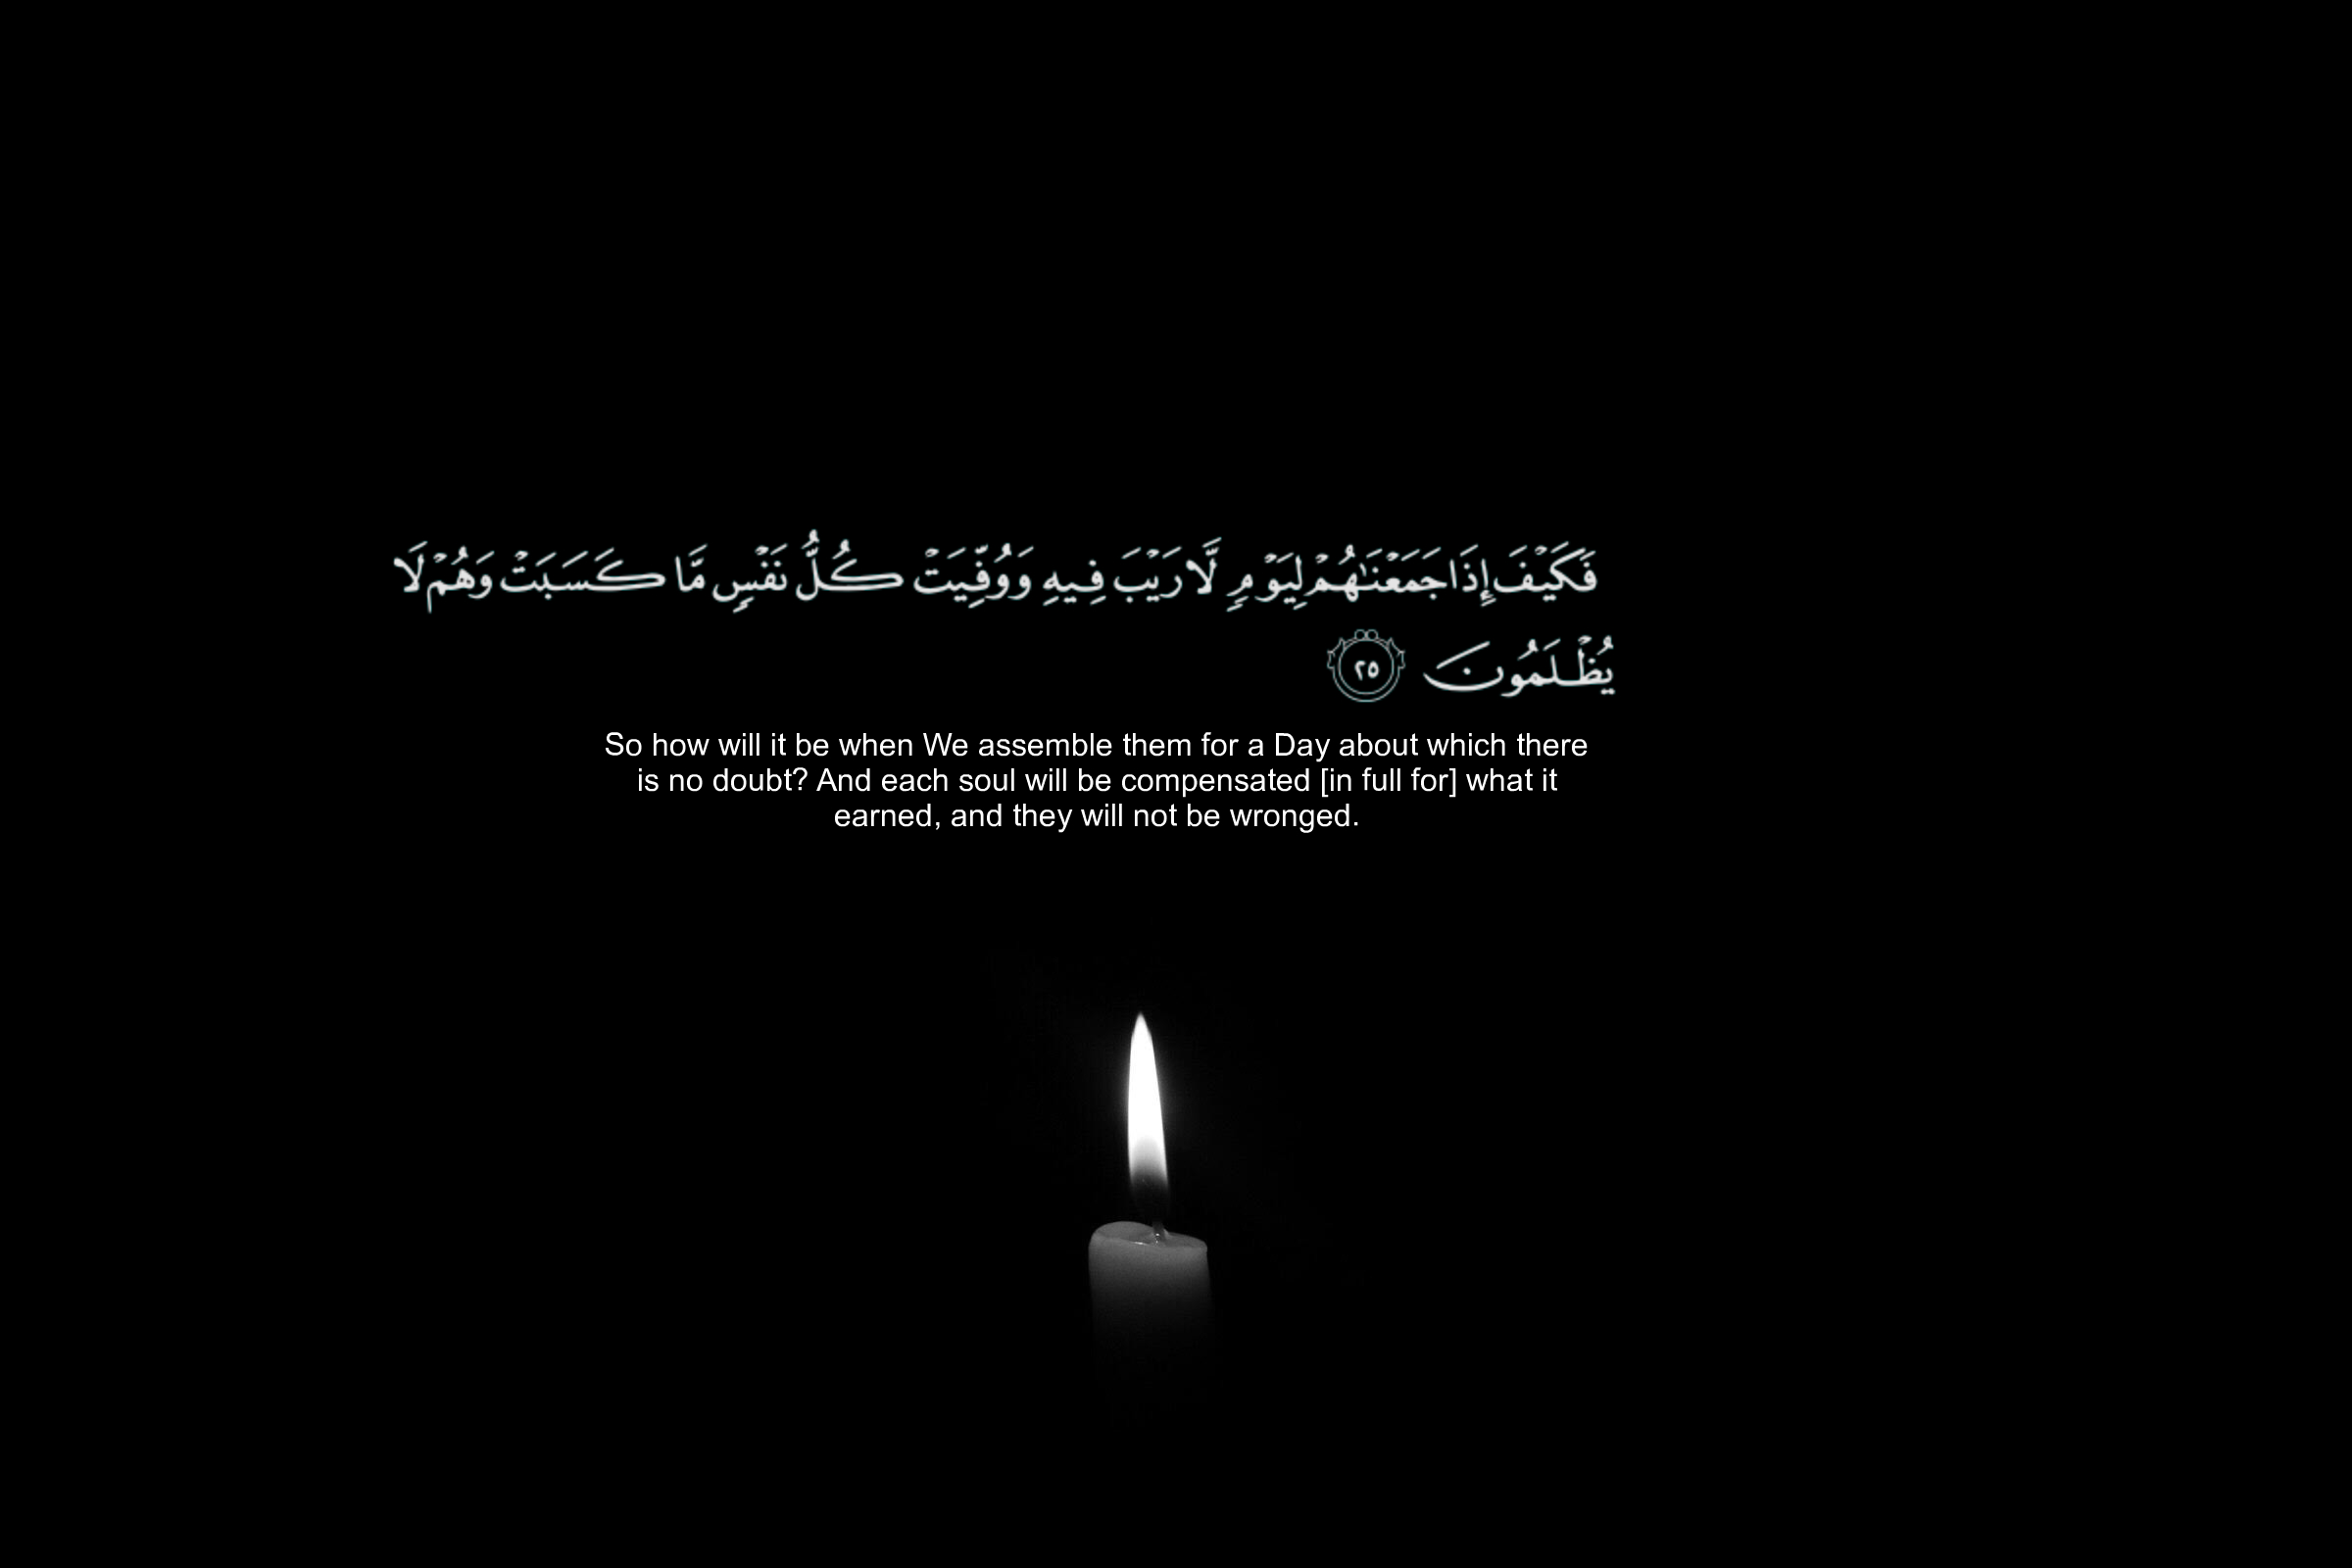 فَكَيْفَ إِذَا جَمَعْنَٰهُمْ لِيَوْمٍ لَّا رَيْبَ فِيهِ وَوُفِّيَتْ كُلُّ نَفْسٍ مَّا كَسَبَتْ وَهُمْ لَا
يُظْلَمُونَ ٢٥
So how will it be when We assemble them for a Day about which there
is no doubt? And each soul will be compensated [in full for] what it
earned, and they will not be wronged.